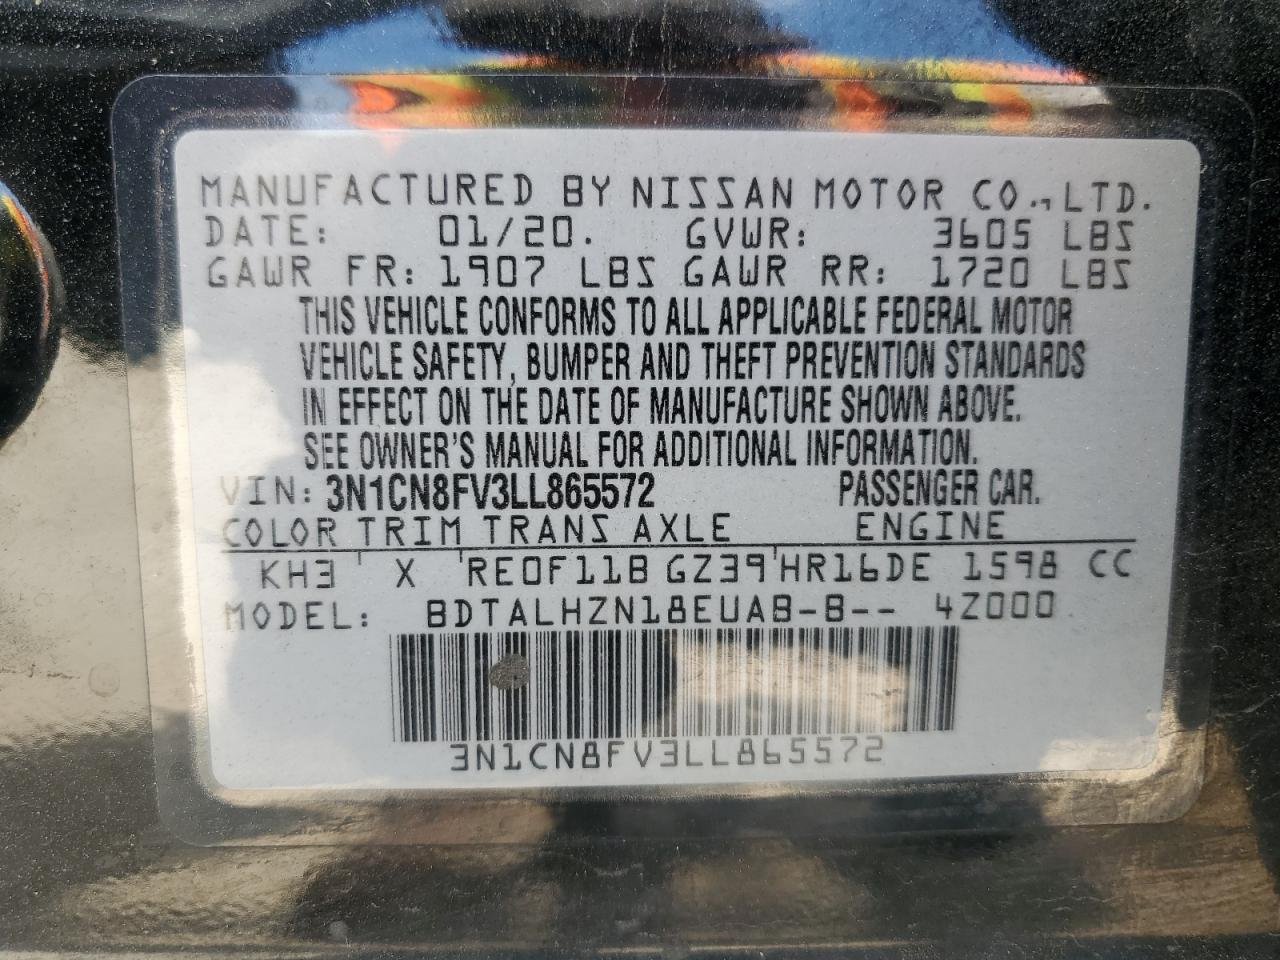 MANUFACTURED BY NISSAN MOTOR CO., LTD.
DATE: 01/20. GVWR: 3605 LBS
GAWR FR: 1907 LBS GAWR RR: 1720 LBS
THIS VEHICLE CONFORMS TO ALL APPLICABLE FEDERAL MOTOR
VEHICLE SAFETY, BUMPER AND THEFT PREVENTION STANDARDS
IN EFFECT ON THE DATE OF MANUFACTURE SHOWN ABOVE.
SEE OWNER'S MANUAL FOR ADDITIONAL INFORMATION.
VIN: 3N1CN8FV3LL865572 PASSENGER CAR.
COLOR TRIM TRANS AXLE ENGINE
KH3 X RE0F11B GZ39 HR16DE 1598 CC
MODEL: BDTALHZN18EUAB-B-- 4Z000
3N1CN8FV3LL865572